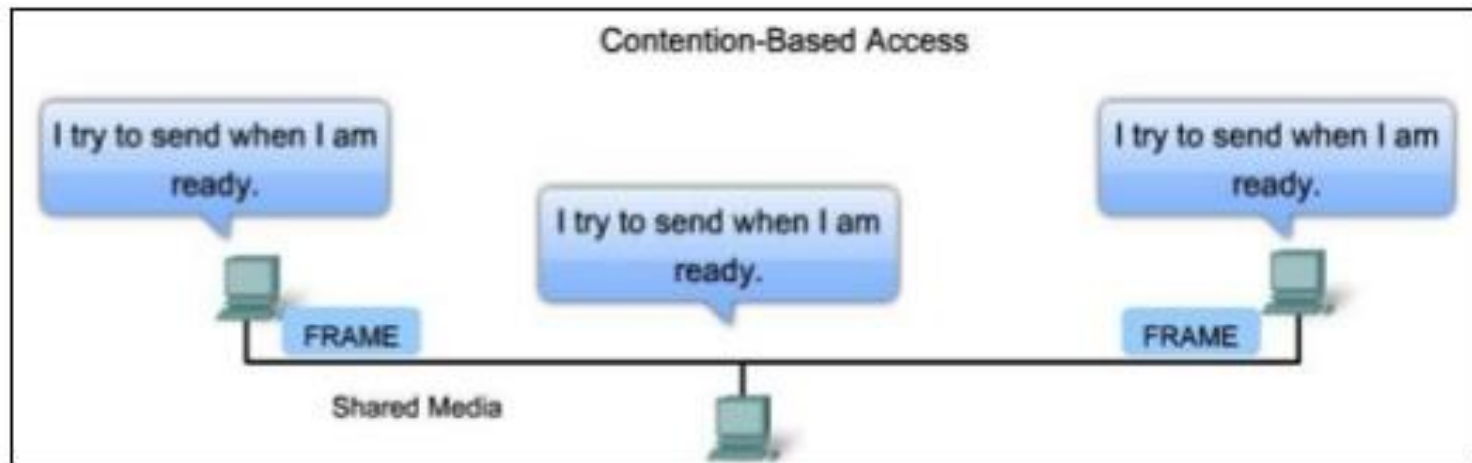 Contention-Based Access
I try to send when I am
ready.
I try to send when I am
ready.
I try to send when I am
ready.
FRAME
FRAME
Shared Media